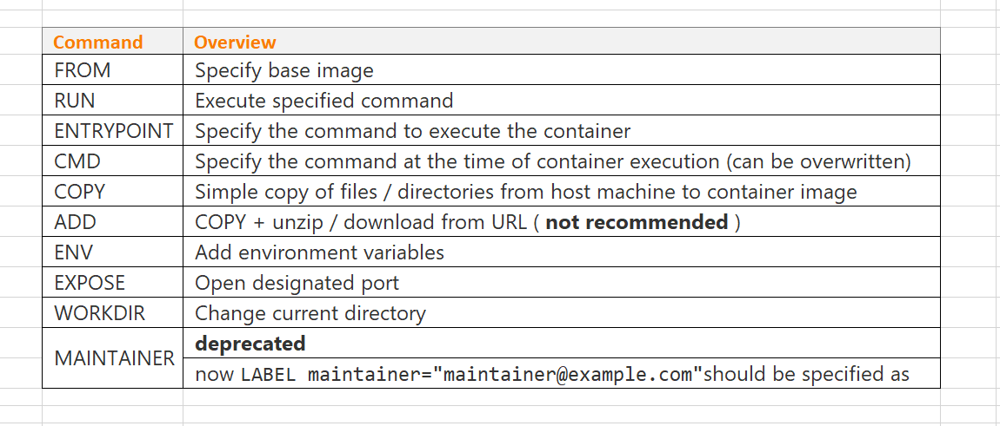 Command Overview
FROM Specify base image
RUN Execute specified command
ENTRYPOINT Specify the command to execute the container
CMD Specify the command at the time of container execution (can be overwritten)
COPY Simple copy of files / directories from host machine to container image
ADD COPY + unzip / download from URL ( not recommended )
ENV Add environment variables
EXPOSE Open designated port
WORKDIR Change current directory
MAINTAINER deprecated
now LABEL maintainer="maintainer@example.com"should be specified as